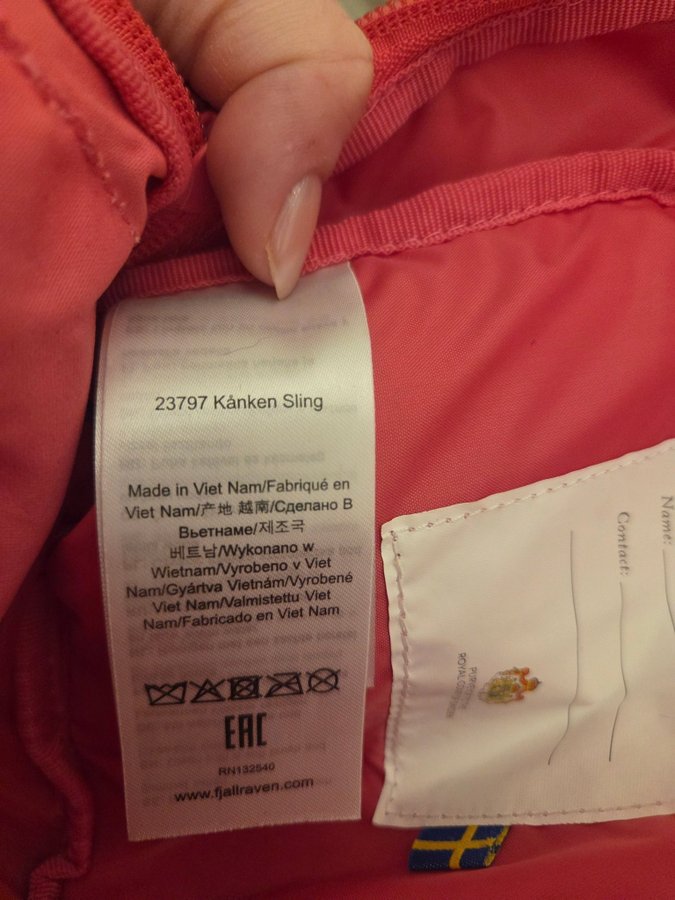 23797 Kånken Sling
Made in Viet Nam/Fabriqué en
Viet Nam/产地 越南/Сделано В
Вьетнаме/제조국
베트남/Wykonano w
Wietnam/Vyrobeno v Viet
Nam/Gyártva Vietnám/Vyrobené
Viet Nam/Valmistettu Viet
Nam/Fabricado en Viet Nam
EAC
RN132540
www.fjallraven.com
Name:
Contact: